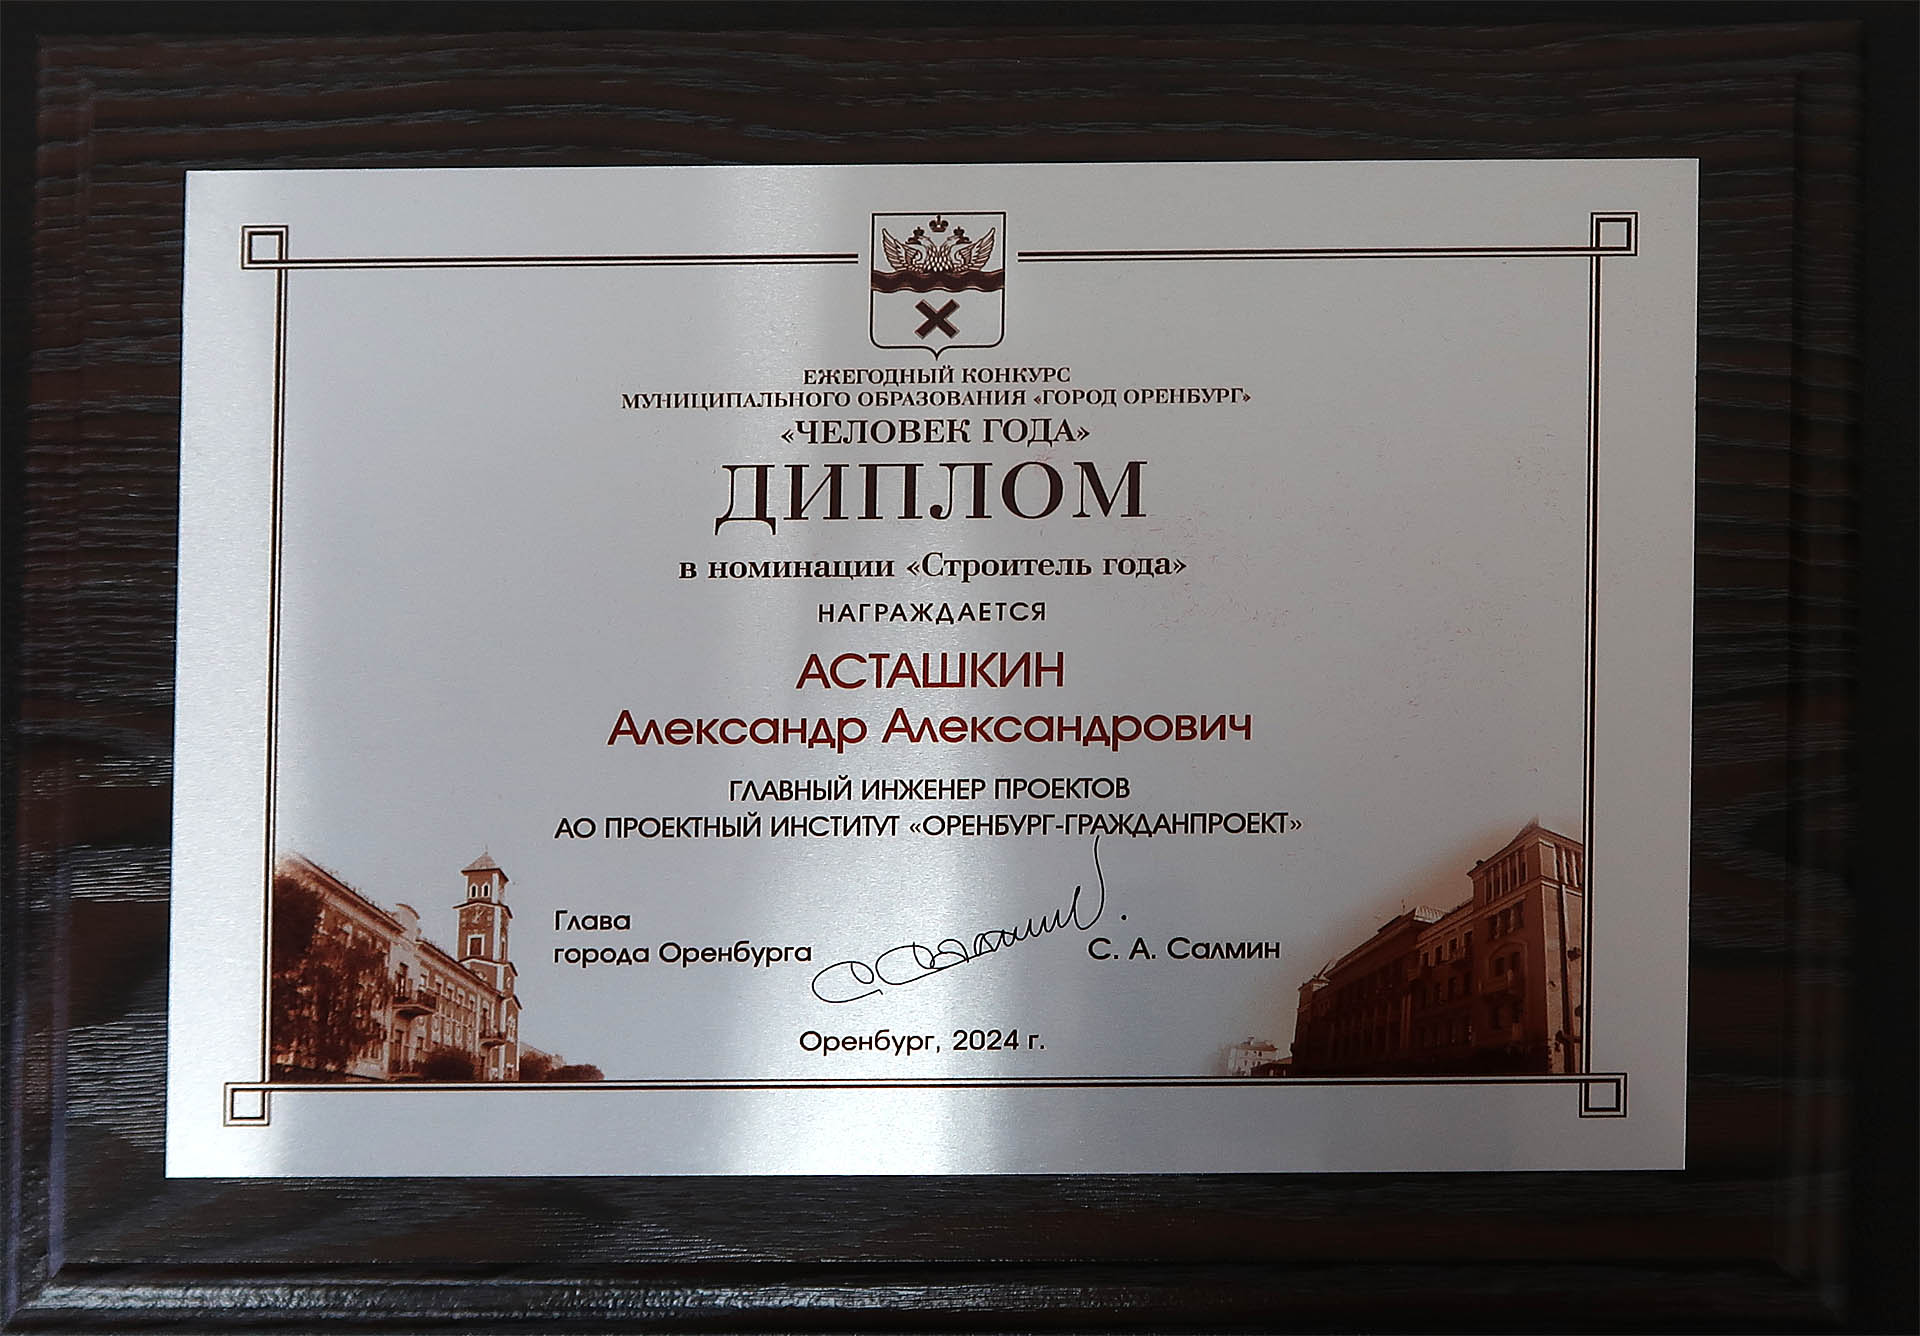 ЕЖЕГОДНЫЙ КОНКУРС
МУНИЦИПАЛЬНОГО ОБРАЗОВАНИЯ «ГОРОД ОРЕНБУРГ»
«ЧЕЛОВЕК ГОДА»
ДИПЛОМ
в номинации «Строитель года»
НАГРАЖДАЕТСЯ
АСТАШКИН
Александр Александрович
ГЛАВНЫЙ ИНЖЕНЕР ПРОЕКТОВ
АО ПРОЕКТНЫЙ ИНСТИТУТ «ОРЕНБУРГ-ГРАЖДАНПРОЕКТ»
Глава
города Оренбурга
С. А. Салмин
Оренбург, 2024 г.